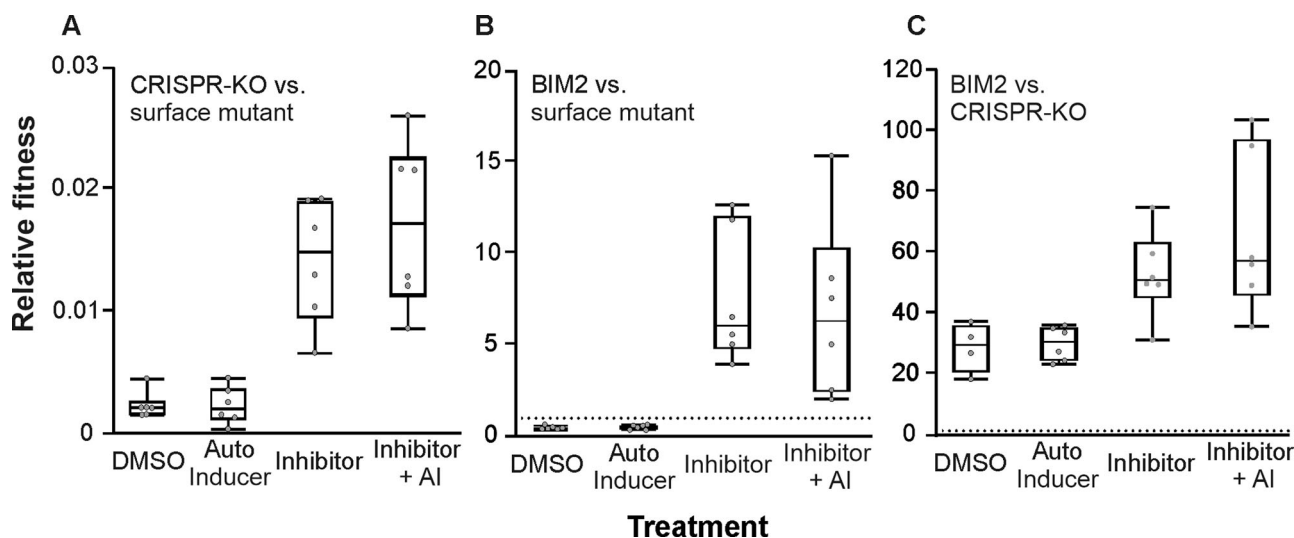 A
B
C
Relative fitness
0.03
0.02
0.01
0
CRISPR-KO vs.
surface mutant
DMSO
Auto
Inducer
Inhibitor
Inhibitor
+ AI
20
15
10
5
0
BIM2 vs.
surface mutant
DMSO
Auto
Inducer
Inhibitor
Inhibitor
+ AI
120
100
80
60
40
20
0
BIM2 vs.
CRISPR-KO
DMSO
Auto
Inducer
Inhibitor
Inhibitor
+ AI
Treatment